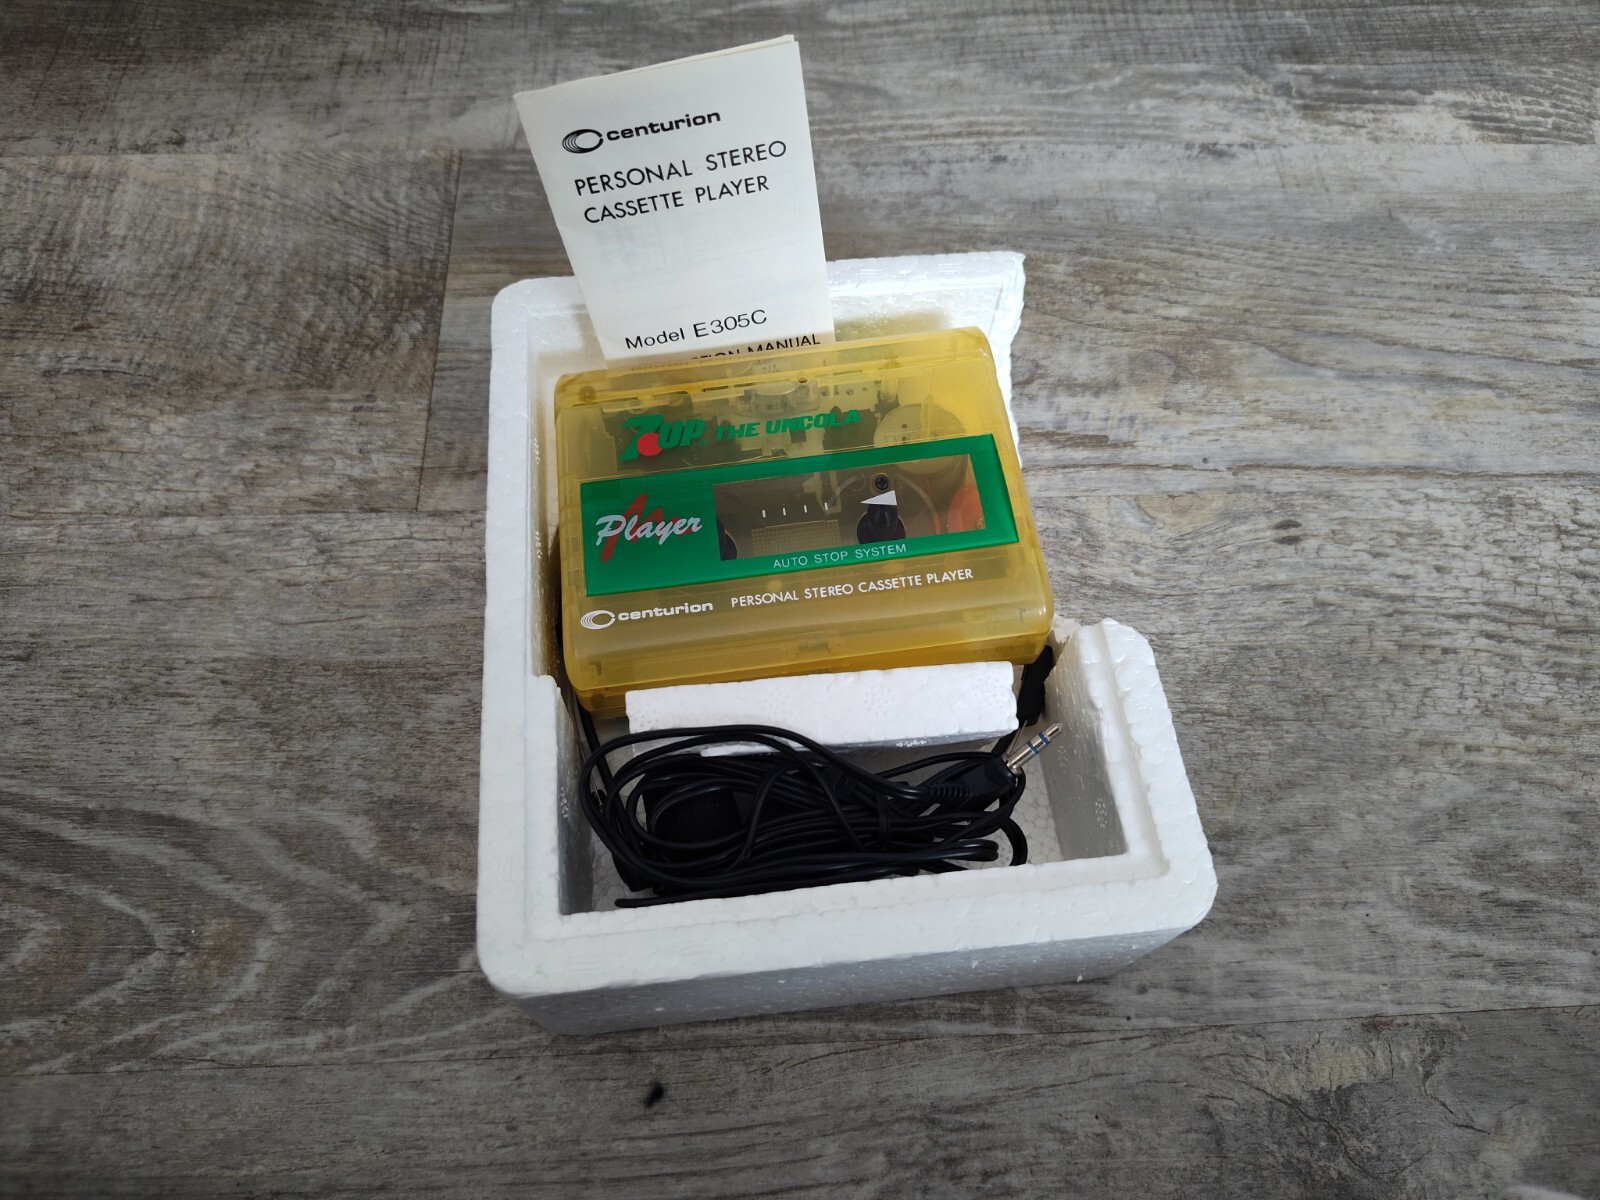 centurion
PERSONAL STEREO
CASSETTE PLAYER
Model E305C
MANUAL
7UP THE UNCOLA
Player
AUTO STOP SYSTEM
centurion PERSONAL STEREO CASSETTE PLAYER